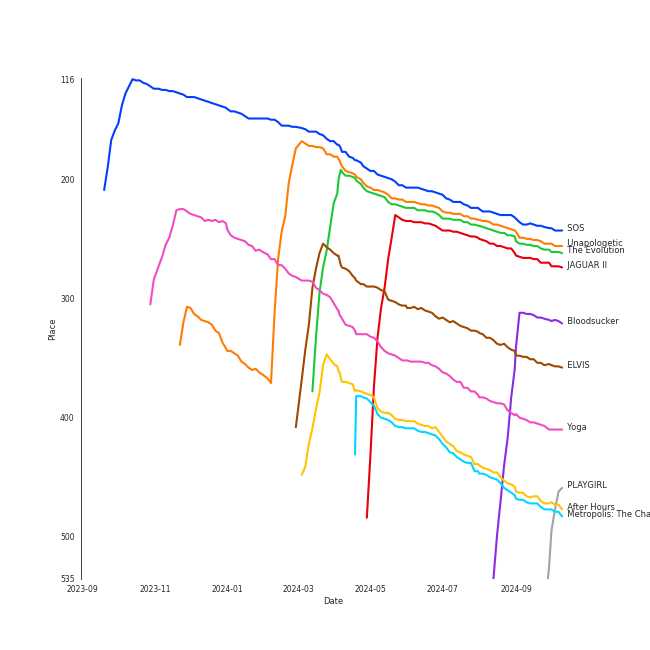 116
200
300
400
500
535
Place
2023-09
2023-11
2024-01
2024-03
2024-05
2024-07
2024-09
Date
SOS
Unapologetic
The Evolution
JAGUAR II
Bloodsucker
ELVIS
Yoga
PLAYGIRL
After Hours
Metropolis: The Cha